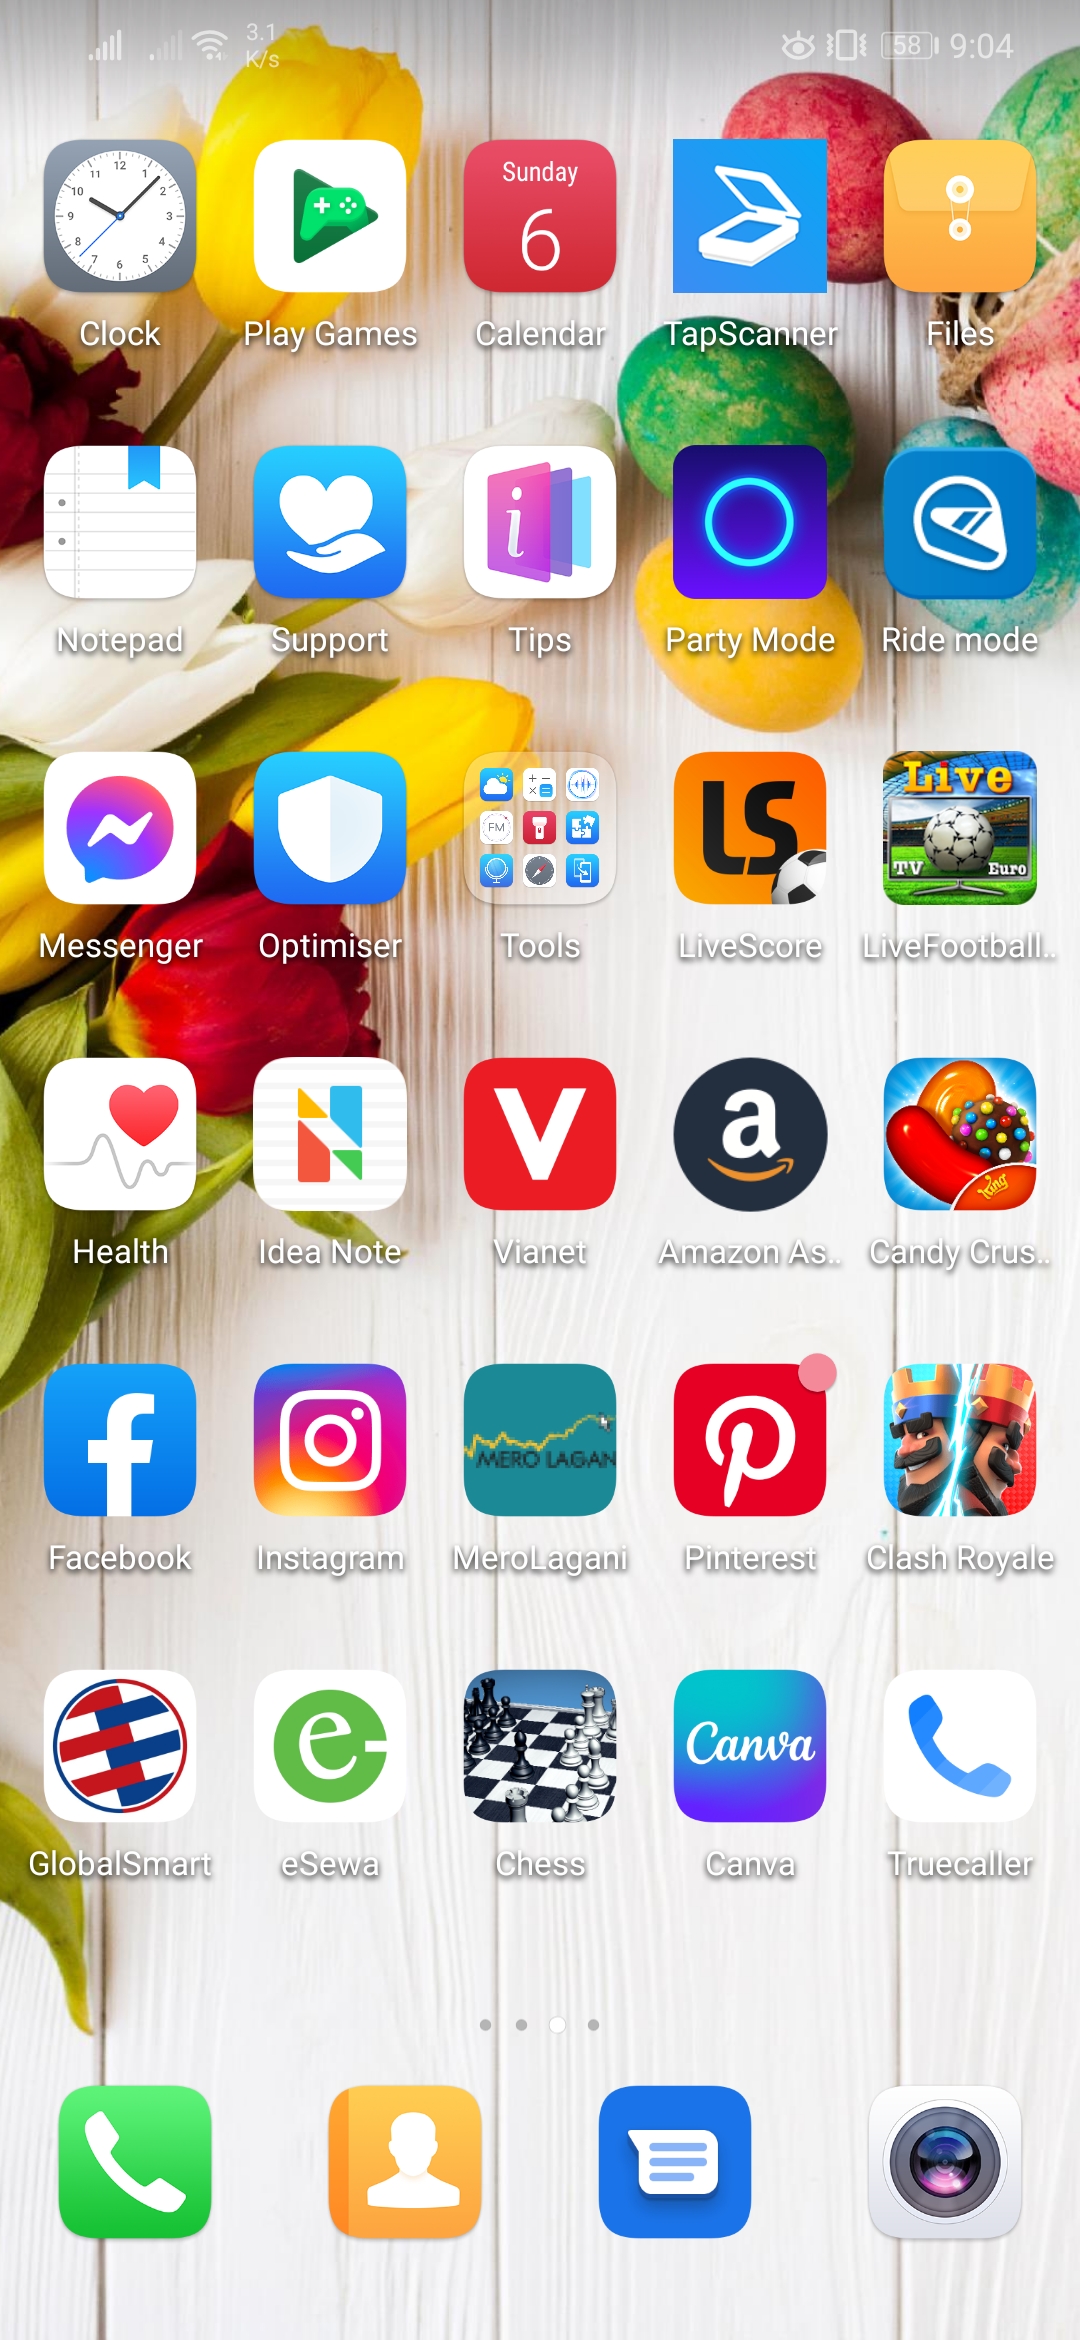 3.1
K/s
58 9:04
Sunday
6
Clock Play Games Calendar TapScanner Files
Notepad Support Tips Party Mode Ride mode
FM
LS
Live
TV Euro
Messenger Optimiser Tools LiveScore LiveFootball..
King
Health Idea Note Vianet Amazon As.. Candy Crus..
MERO LAGAN
Facebook Instagram MeroLagani Pinterest Clash Royale
Canva
GlobalSmart eSewa Chess Canva Truecaller